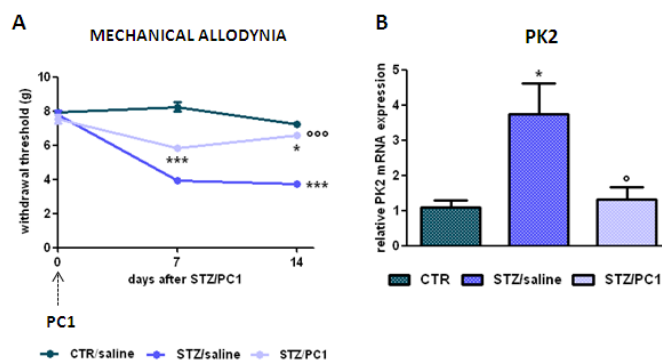 A
MECHANICAL ALLODYNIA
withdrawal threshold (g)
10
8
6
4
2
0
***
°°°
*
***
0 7 14
days after STZ/PC1
PC1
CTR/saline STZ/saline STZ/PC1
B
PK2
relative PK2 mRNA expression
5
4
3
2
1
0
*
°
CTR STZ/saline STZ/PC1